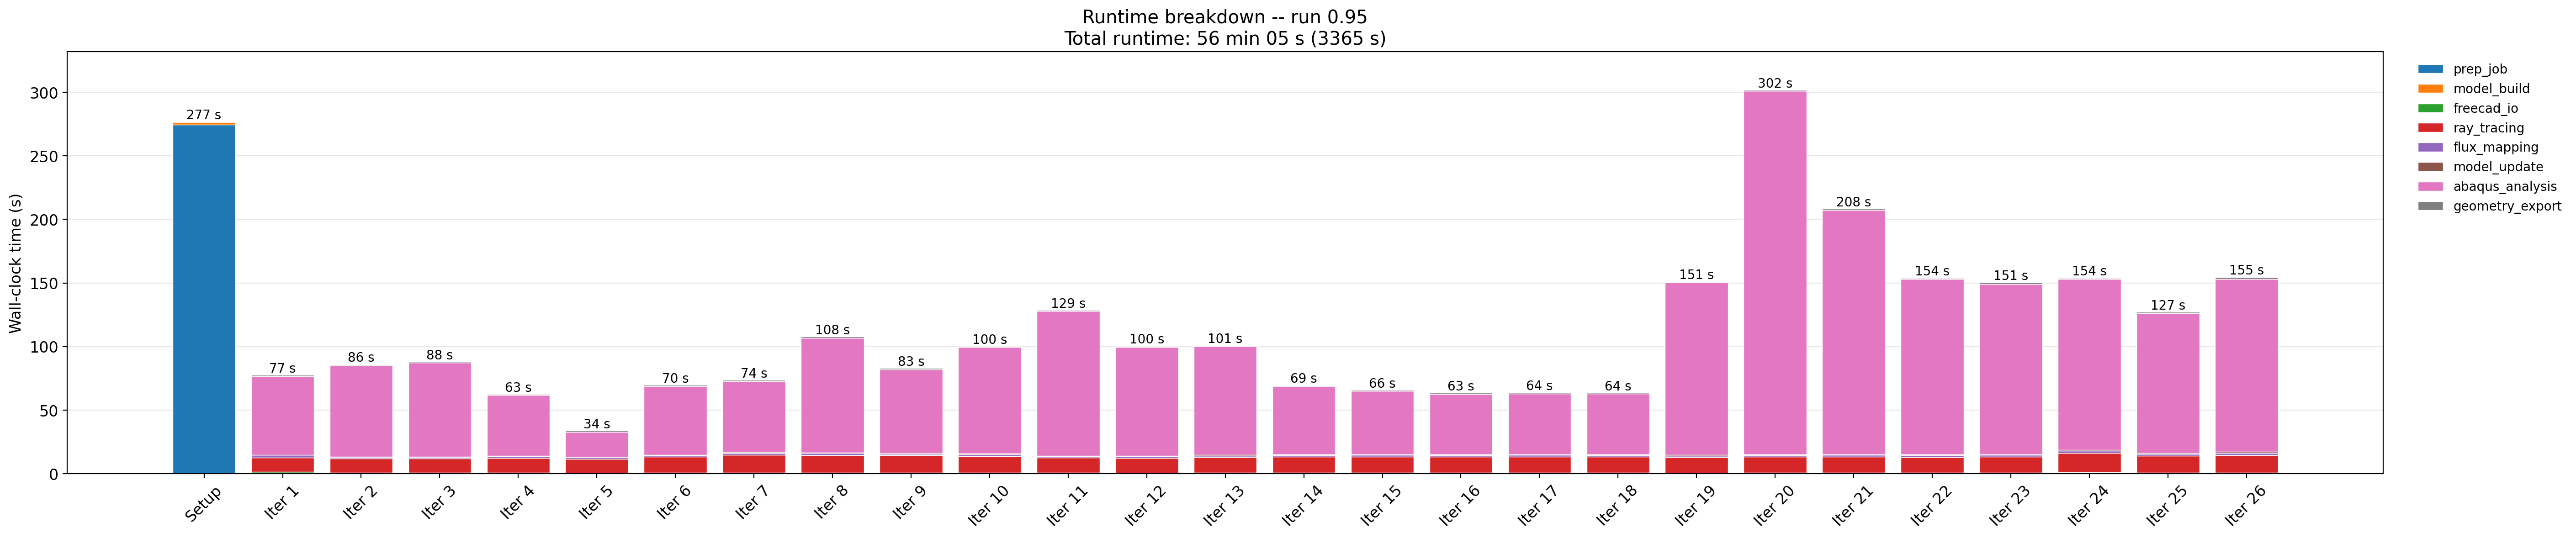 Runtime breakdown -- run 0.95
Total runtime: 56 min 05 s (3365 s)
Wall-clock time (s)
300
250
200
150
100
50
0
277 s
77 s
86 s
88 s
63 s
34 s
70 s
74 s
108 s
83 s
100 s
129 s
100 s
101 s
69 s
66 s
63 s
64 s
64 s
151 s
302 s
208 s
154 s
151 s
154 s
127 s
155 s
Setup
Iter 1
Iter 2
Iter 3
Iter 4
Iter 5
Iter 6
Iter 7
Iter 8
Iter 9
Iter 10
Iter 11
Iter 12
Iter 13
Iter 14
Iter 15
Iter 16
Iter 17
Iter 18
Iter 19
Iter 20
Iter 21
Iter 22
Iter 23
Iter 24
Iter 25
Iter 26
prep_job
model_build
freecad_io
ray_tracing
flux_mapping
model_update
abaqus_analysis
geometry_export